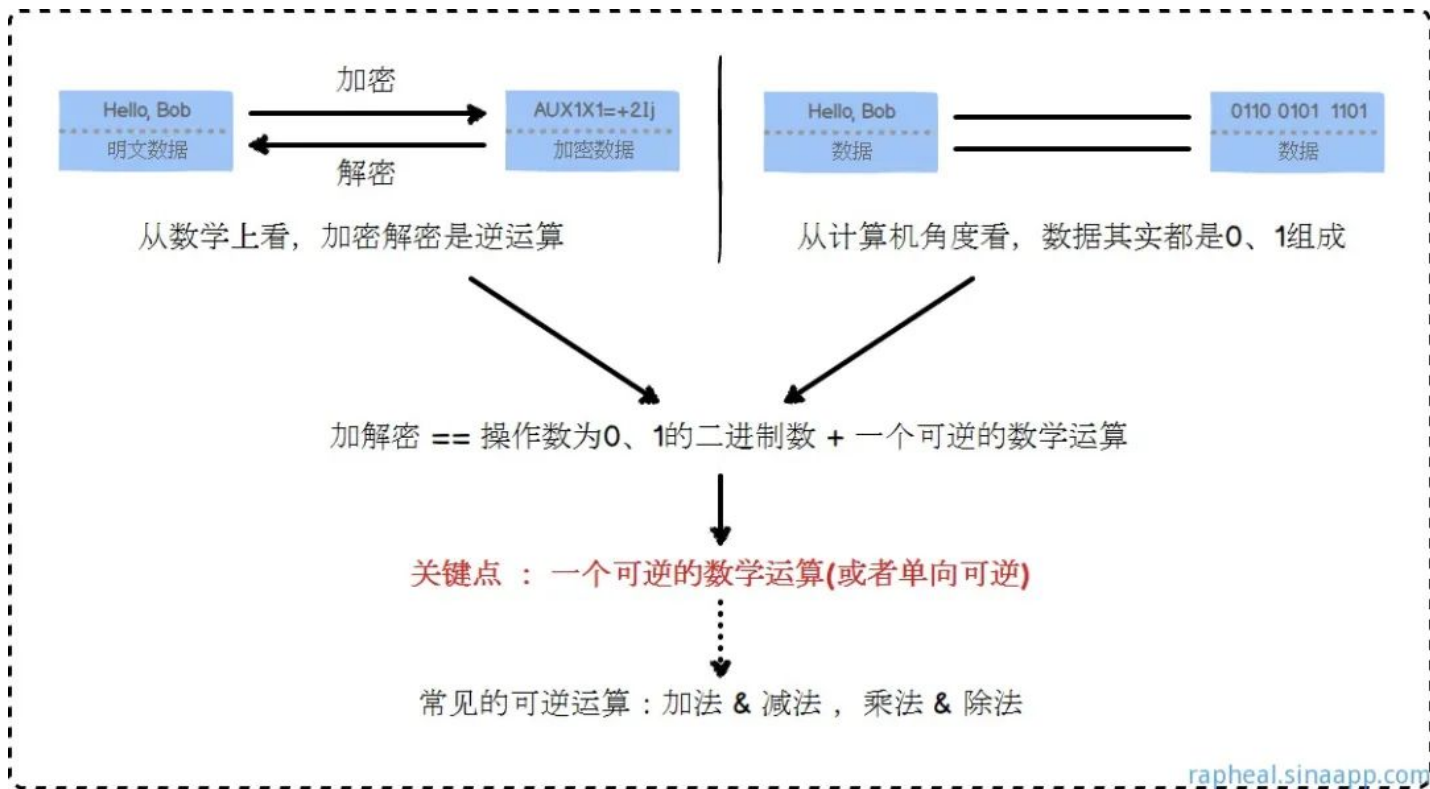 加密
Hello, Bob
明文数据
AUX1X1=+2Ij
加密数据
解密
从数学上看，加密解密是逆运算
Hello, Bob
数据
0110 0101 1101
数据
从计算机角度看，数据其实都是0、1组成
加解密 == 操作数为0、1的二进制数 + 一个可逆的数学运算
关键点 ：一个可逆的数学运算(或者单向可逆)
常见的可逆运算：加法 & 减法 ，乘法 & 除法
rapheal.sinaapp.com